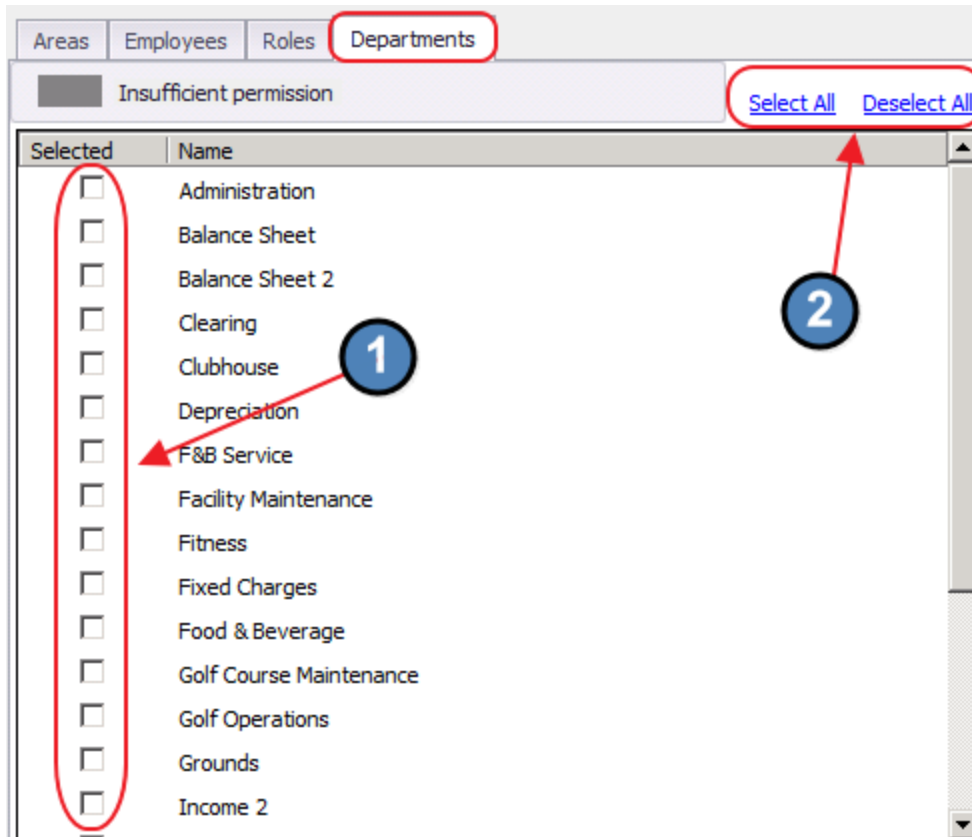 Areas Employees Roles Departments
Insufficient permission
Select All Deselect All
Selected Name
Administration
Balance Sheet
Balance Sheet 2
Clearing
Clubhouse
Depreciation
F&B Service
Facility Maintenance
Fitness
Fixed Charges
Food & Beverage
Golf Course Maintenance
Golf Operations
Grounds
Income 2
1
2